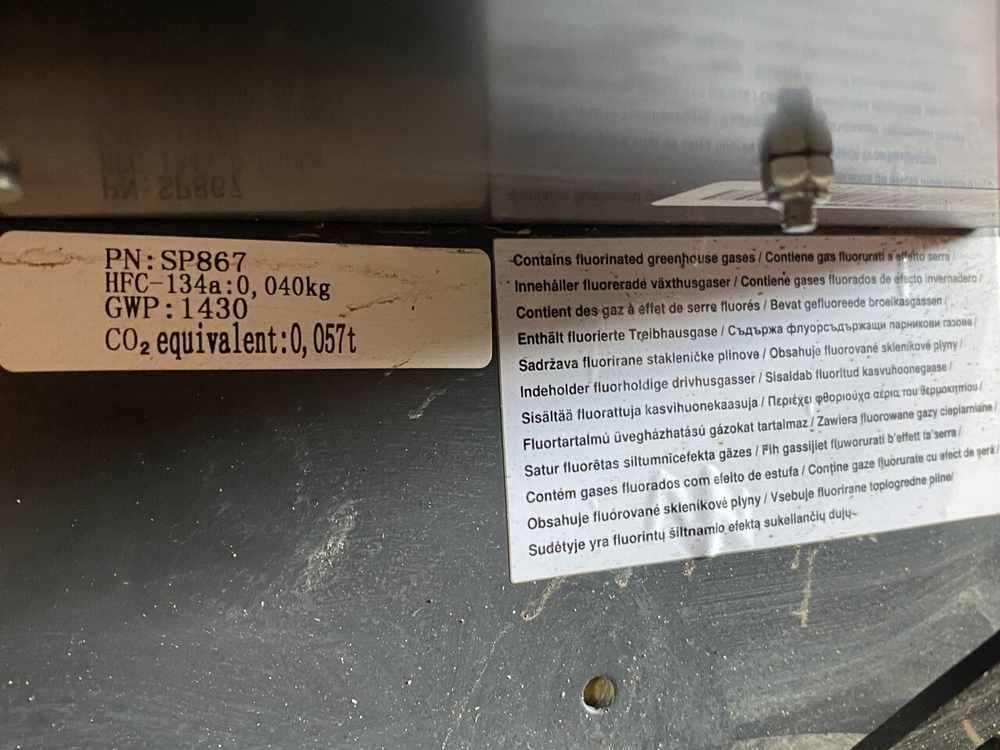 PN:SP867
HFC-134a:0,040kg
GWP:1430
CO₂ equivalent:0,057t
Contains fluorinated greenhouse gases / Contiene gas fluorurati a effetto serra /
Innehåller fluorerade växthusgaser / Contiene gases fluorados de efecto invernadero /
Contient des gaz à effet de serre fluorés / Bevat gefluoreede broeikasgassen /
Enthält fluorierte Treibhausgase / Съдържа флуорсъдържащи парникови газове /
Sadržava fluorirane stakleničke plinove / Obsahuje fluorované skleníkové plyny /
Indeholder fluorholdige drivhusgasser / Sisaldab fluoritud kasvuhoonegaase /
Sisältää fluorattuja kasvihuonekaasuja / Περιέχει φθοριούχα αέρια του θερμοκηπίου /
Fluortartalmú üvegházhatású gázokat tartalmaz / Zawiera fluorowane gazy cieplarniane /
Satur fluorētas siltumnīcefekta gāzes / Fih gassijiet fluworurati b'effett ta'serra /
Contém gases fluorados com efeito de estufa / Conține gaze fluorurate cu efect de seră /
Obsahuje fluórované skleníkové plyny / Vsebuje fluorirane toplogredne pline/
Sudėtyje yra fluorintų šiltnamio efektą sukeliančių dujų